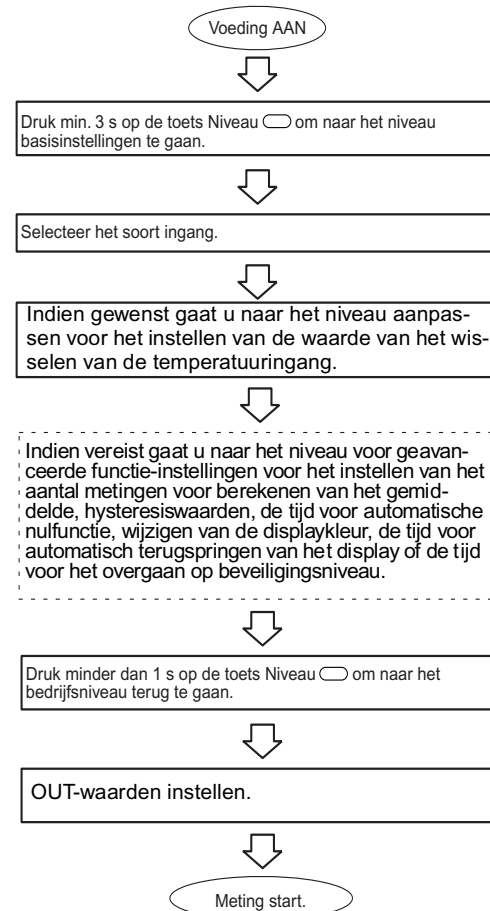 Voeding AAN
Druk min. 3 s op de toets Niveau om naar het niveau
basisinstellingen te gaan.
Selecteer het soort ingang.
Indien gewenst gaat u naar het niveau aanpas-
sen voor het instellen van de waarde van het wis-
selen van de temperatuuringang.
Indien vereist gaat u naar het niveau voor geavan-
ceerde functie-instellingen voor het instellen van het
aantal metingen voor berekenen van het gemid-
delde, hysteresiswaarden, de tijd voor automatische
nulfunctie, wijzigen van de displaykleur, de tijd voor
automatisch terugspringen van het display of de tijd
voor het overgaan op beveiligingsniveau.
Druk minder dan 1 s op de toets Niveau om naar het
bedrijfsniveau terug te gaan.
OUT-waarden instellen.
Meting start.